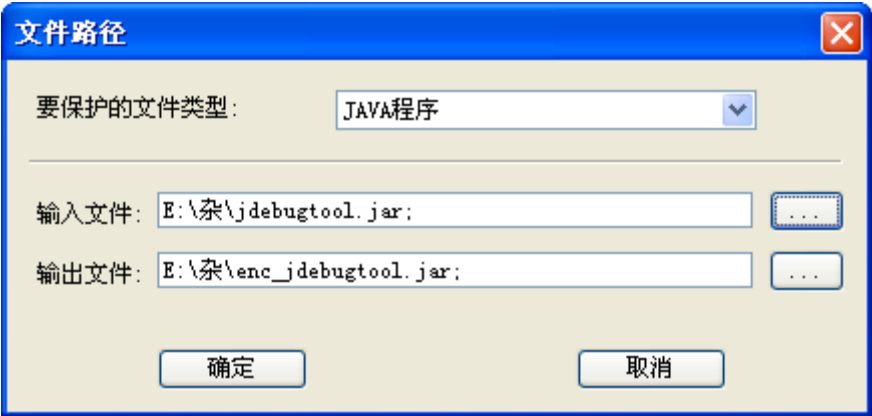 文件路径
要保护的文件类型: JAVA程序
输入文件: E:\杂\jdebugtool.jar; ...
输出文件: E:\杂\enc_jdebugtool.jar; ...
确定 取消